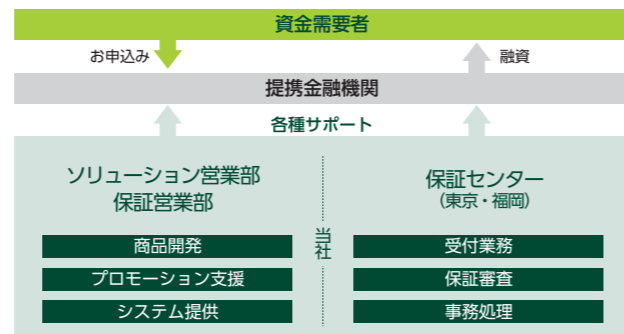 資金需要者
お申込み
融資
提携金融機関
各種サポート
ソリューション営業部
保証営業部
商品開発
プロモーション支援
システム提供
当社
保証センター
（東京・福岡）
受付業務
保証審査
事務処理